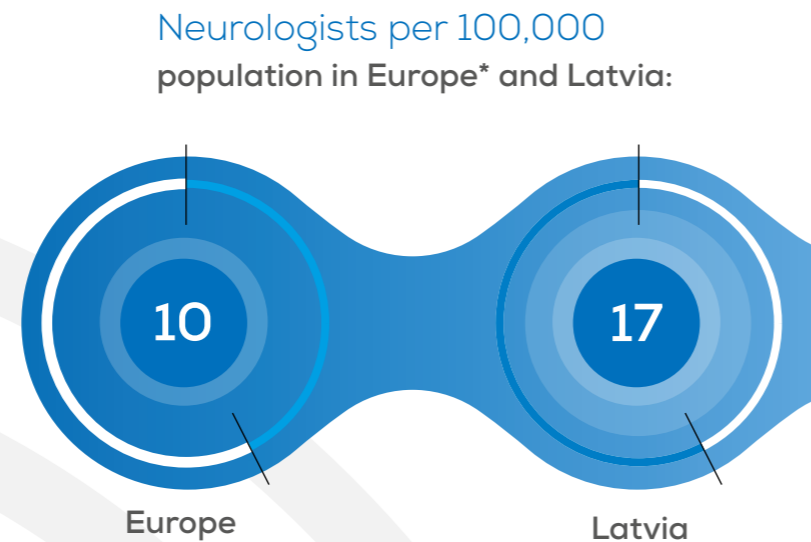 Neurologists per 100,000
population in Europe* and Latvia:
10
17
Europe
Latvia